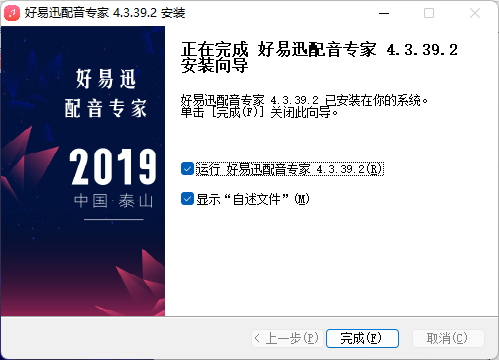 好易迅配音专家 4.3.39.2 安装
好易迅
配音专家
2019
中国·泰山
正在完成 好易迅配音专家 4.3.39.2
安装向导
好易迅配音专家 4.3.39.2 已安装在你的系统。
单击 [完成(F)] 关闭此向导。
运行 好易迅配音专家 4.3.39.2(R)
显示“自述文件”(M)
< 上一步(P)
完成(F)
取消(C)